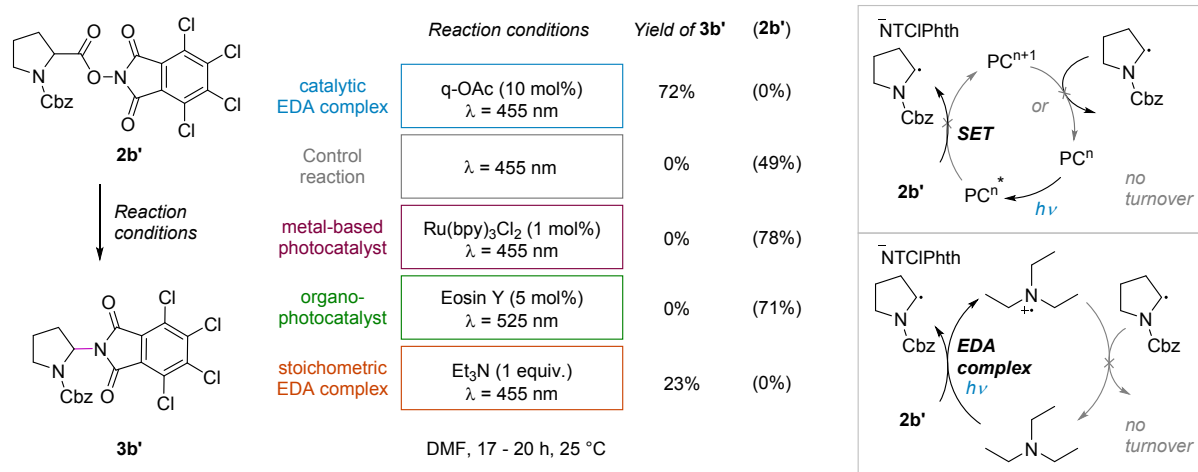 Reaction conditions
Yield of 3b'
(2b')
O
O
Cl
Cl
N
Cbz
O
N
O
Cl
Cl
2b'
Reaction
conditions
catalytic
EDA complex
q-OAc (10 mol%)
λ = 455 nm
72%
(0%)
Control
reaction
λ = 455 nm
0%
(49%)
metal-based
photocatalyst
Ru(bpy)3Cl2 (1 mol%)
λ = 455 nm
0%
(78%)
organo-
photocatalyst
Eosin Y (5 mol%)
λ = 525 nm
0%
(71%)
stoichometric
EDA complex
Et3N (1 equiv.)
λ = 455 nm
23%
(0%)
O
Cl
Cl
N
N
Cbz
O
Cl
Cl
3b'
DMF, 17 - 20 h, 25 °C
N̄TClPhth
PCn+1
N
Cbz
N
Cbz
or
SET
PCn
2b'
PCn*
hν
no
turnover
N̄TClPhth
N
+•
N
Cbz
N
Cbz
EDA
complex
hν
2b'
N
no
turnover